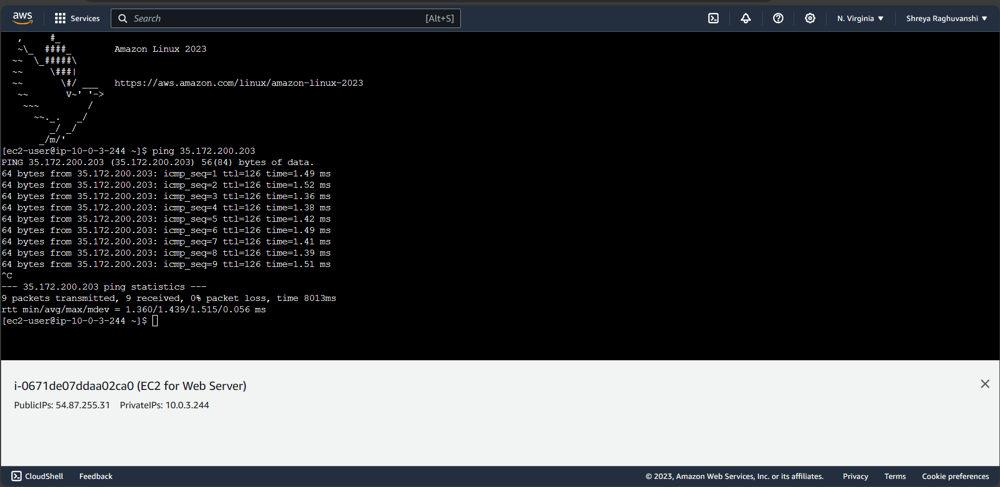 aws Services Search [Alt+S] N. Virginia ▼ Shreya Raghuvanshi ▼
   ,     #_
   ~\_  ####_        Amazon Linux 2023
  ~~  \_#####\
  ~~     \###|
  ~~       \#/ ___   https://aws.amazon.com/linux/amazon-linux-2023
   ~~       V~' '->
    ~~~         /
      ~~._.   _/
         _/ _/
       _/m/'
[ec2-user@ip-10-0-3-244 ~]$ ping 35.172.200.203
PING 35.172.200.203 (35.172.200.203) 56(84) bytes of data.
64 bytes from 35.172.200.203: icmp_seq=1 ttl=126 time=1.49 ms
64 bytes from 35.172.200.203: icmp_seq=2 ttl=126 time=1.52 ms
64 bytes from 35.172.200.203: icmp_seq=3 ttl=126 time=1.36 ms
64 bytes from 35.172.200.203: icmp_seq=4 ttl=126 time=1.38 ms
64 bytes from 35.172.200.203: icmp_seq=5 ttl=126 time=1.42 ms
64 bytes from 35.172.200.203: icmp_seq=6 ttl=126 time=1.49 ms
64 bytes from 35.172.200.203: icmp_seq=7 ttl=126 time=1.41 ms
64 bytes from 35.172.200.203: icmp_seq=8 ttl=126 time=1.39 ms
64 bytes from 35.172.200.203: icmp_seq=9 ttl=126 time=1.51 ms
^C
--- 35.172.200.203 ping statistics ---
9 packets transmitted, 9 received, 0% packet loss, time 8013ms
rtt min/avg/max/mdev = 1.360/1.439/1.515/0.056 ms
[ec2-user@ip-10-0-3-244 ~]$
i-0671de07ddaa02ca0 (EC2 for Web Server)
PublicIPs: 54.87.255.31 PrivateIPs: 10.0.3.244
CloudShell Feedback © 2023, Amazon Web Services, Inc. or its affiliates. Privacy Terms Cookie preferences